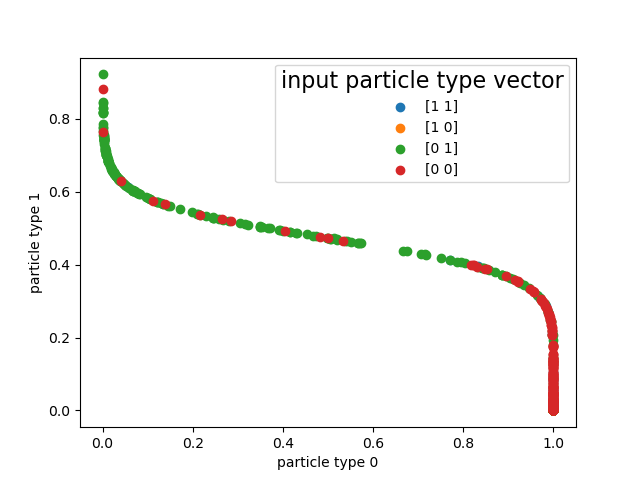 input particle type vector
[1 1]
[1 0]
[0 1]
[0 0]
particle type 1
0.8
0.6
0.4
0.2
0.0
0.0 0.2 0.4 0.6 0.8 1.0
particle type 0